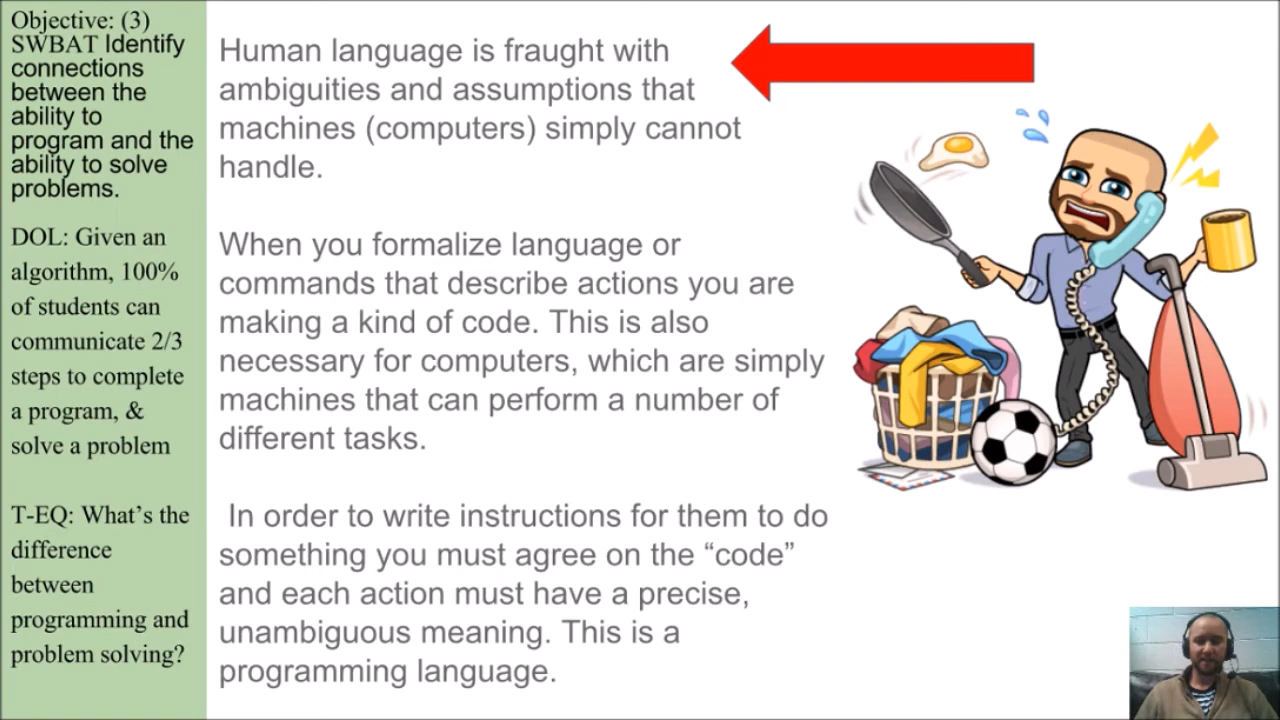 Objective: (3)
SWBAT Identify
connections
between the
ability to
program and the
ability to solve
problems.
DOL: Given an
algorithm, 100%
of students can
communicate 2/3
steps to complete
a program, &
solve a problem
T-EQ: What’s the
difference
between
programming and
problem solving?
Human language is fraught with
ambiguities and assumptions that
machines (computers) simply cannot
handle.
When you formalize language or
commands that describe actions you are
making a kind of code. This is also
necessary for computers, which are simply
machines that can perform a number of
different tasks.
In order to write instructions for them to do
something you must agree on the “code”
and each action must have a precise,
unambiguous meaning. This is a
programming language.